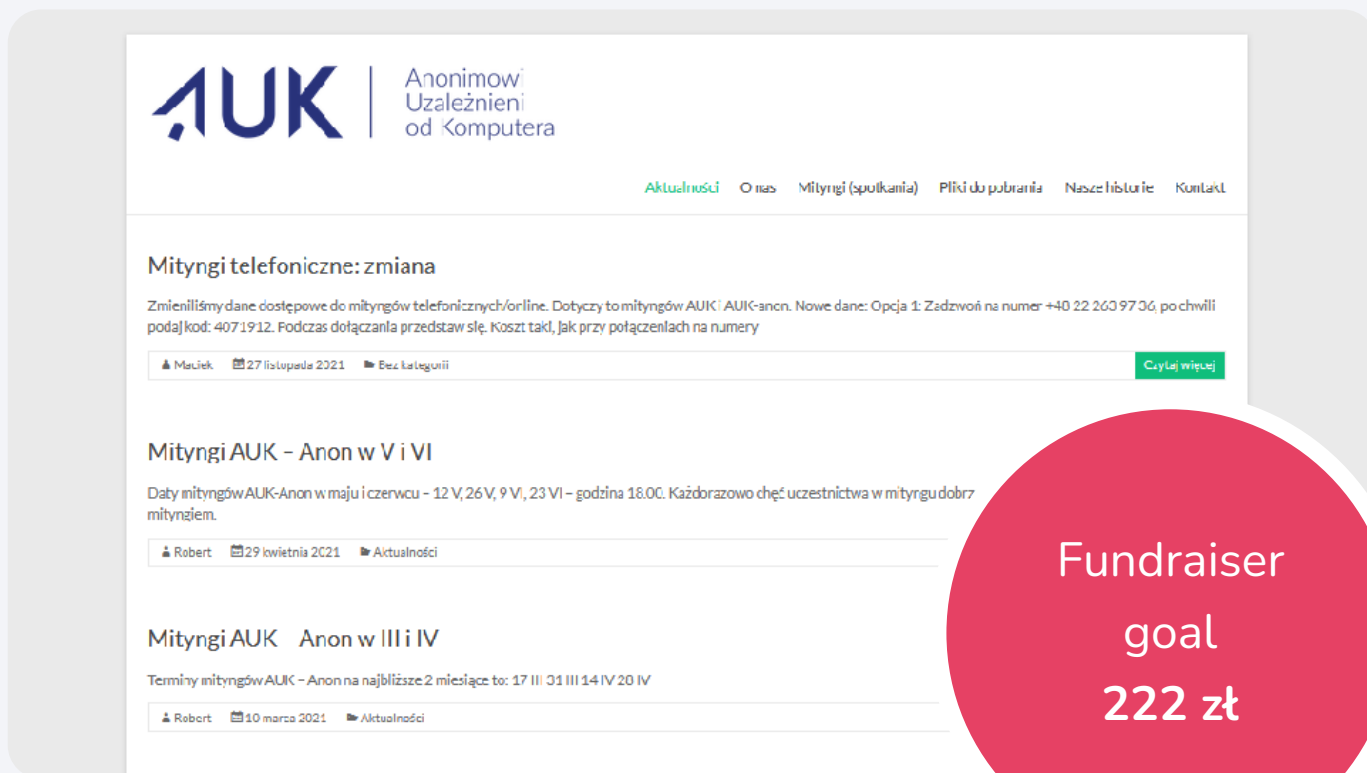 AUK
Anonimowi
Uzależnieni
od Komputera
Aktualności O nas Mityngi (spotkania) Pliki do pobrania Nasze historie Kontakt
Mityngi telefoniczne: zmiana
Zmieniliśmy dane dostępowe do mityngów telefonicznych/online. Dotyczy to mityngów AUK i AUK-anon. Nowe dane: Opcja 1: Zadzwoń na numer +48 22 263 97 36, po chwili
podaj kod: 4071912. Podczas dołączania przedstaw się. Koszt taki, jak przy połączeniach na numery
Maciek 27 listopada 2021 Bez kategorii Czytaj więcej
Mityngi AUK – Anon w V i VI
Daty mityngów AUK-Anon w maju i czerwcu – 12 V, 26 V, 9 VI, 23 VI – godzina 18.00. Każdorazowo chęć uczestnictwa w mityngu dobrz
mityngiem.
Robert 29 kwietnia 2021 Aktualności
Mityngi AUK Anon w III i IV
Terminy mityngów AUK – Anon na najbliższe 2 miesiące to: 17 III 31 III 14 IV 28 IV
Robert 10 marca 2021 Aktualności
Fundraiser
goal
222 zł